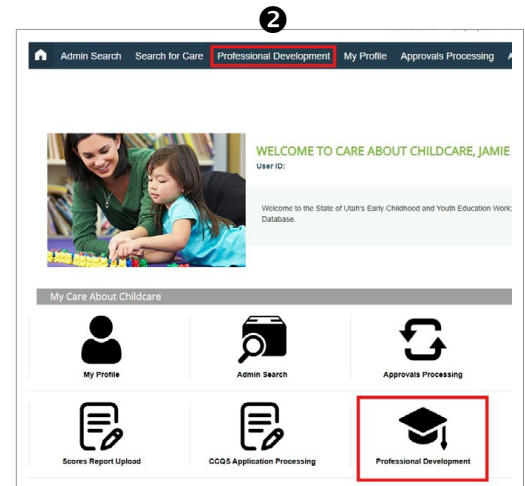 ❷
Admin Search Search for Care Professional Development My Profile Approvals Processing
WELCOME TO CARE ABOUT CHILDCARE, JAMIE
User ID:
Welcome to the State of Utah's Early Childhood and Youth Education Work
Database.
My Care About Childcare
My Profile Admin Search Approvals Processing
Scores Report Upload CCQS Application Processing Professional Development